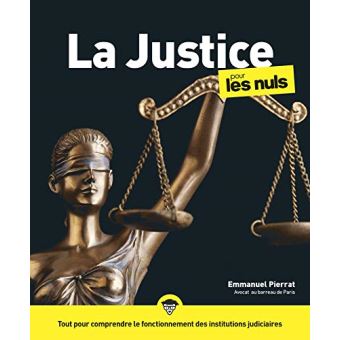 La Justice
pour
les nuls
Emmanuel Pierrat
Avocat au barreau de Paris
Tout pour comprendre le fonctionnement des institutions judiciaires